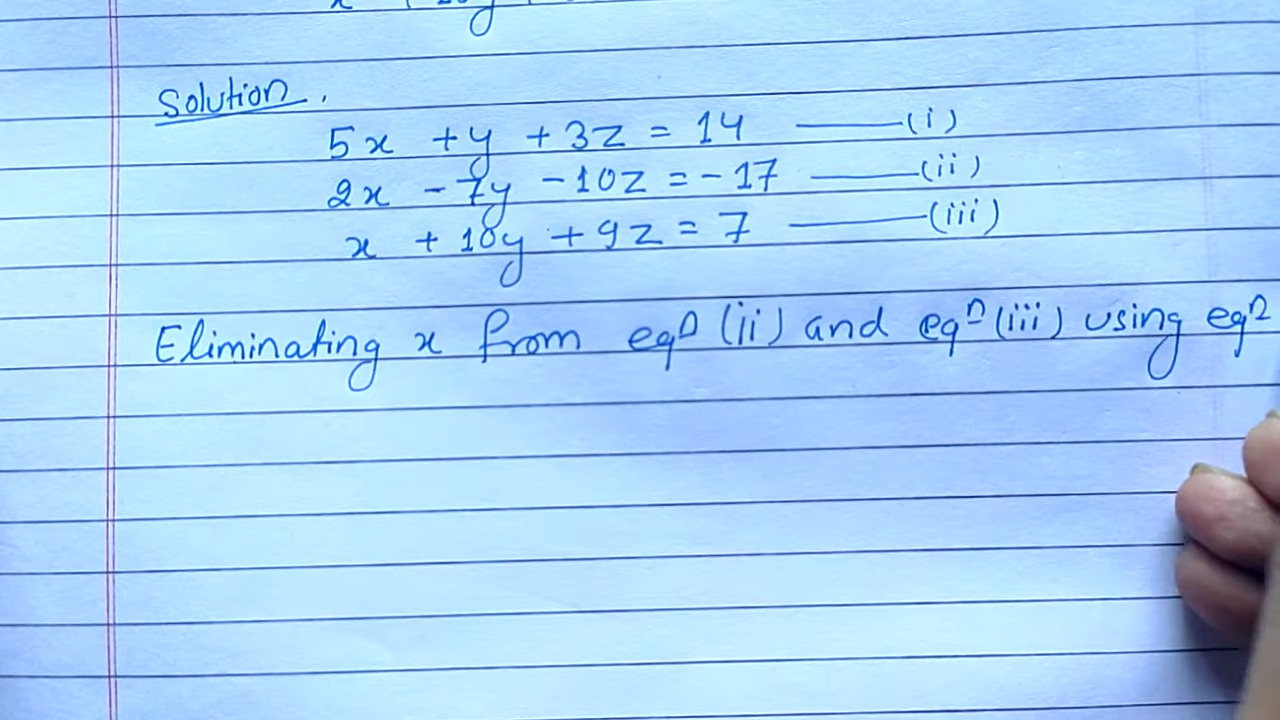 Solution.
5x + y + 3z = 14 —— (i)
2x - 7y - 10z = -17 —— (ii)
x + 10y + 9z = 7 —— (iii)
Eliminating x from eqⁿ (ii) and eqⁿ (iii) using eqⁿ